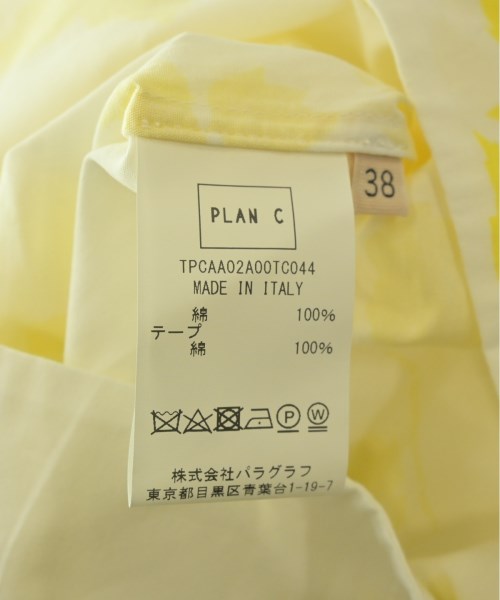 38
PLAN C
TPCAA02A00TC044
MADE IN ITALY
綿 100%
テープ
綿 100%
P W
株式会社パラグラフ
東京都目黒区青葉台1-19-7